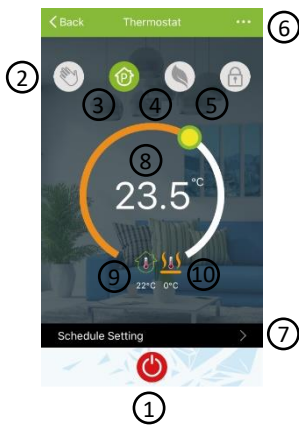 < Back Thermostat ... 6
2
P
3 4 5
8
23.5 °C
9 10
22°C 0°C
Schedule Setting > 7
1